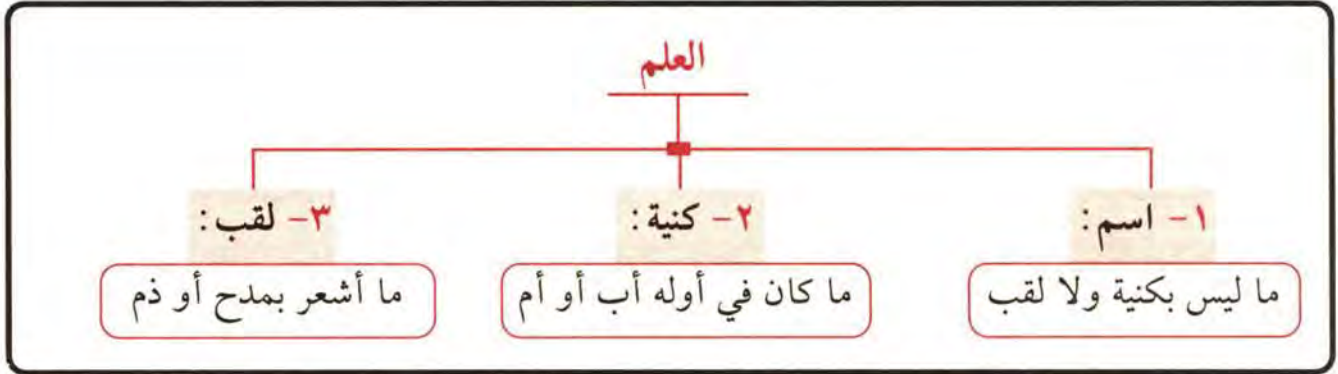 العلم
١- اسم:
٢- كنية:
٣- لقب:
ما ليس بكنية ولا لقب
ما كان في أوله أب أو أم
ما أشعر بمدح أو ذم